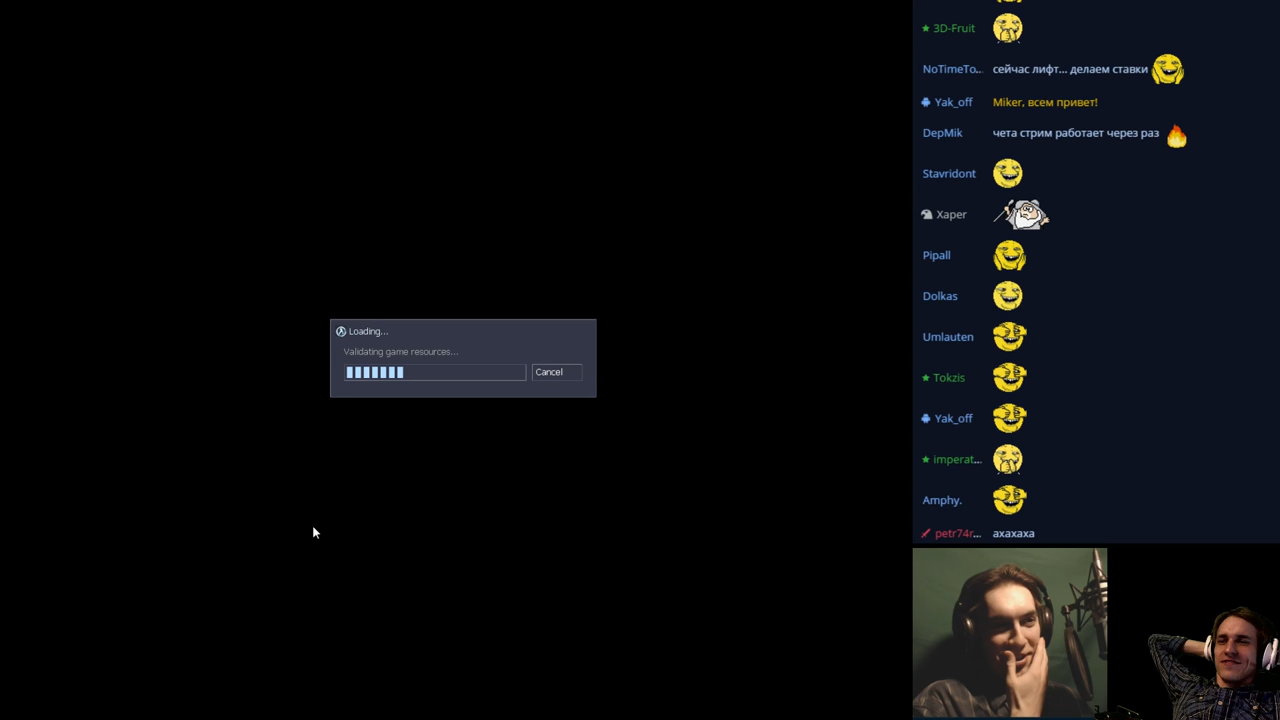 Loading...
Validating game resources...
Cancel
3D-Fruit
NoTimeTo... сейчас лифт... делаем ставки
Yak_off Miker, всем привет!
DepMik чета стрим работает через раз
Stavridont
Xaper
Pipall
Dolkas
Umlauten
Tokzis
Yak_off
imperat...
Amphy.
petr74r... ахахаха